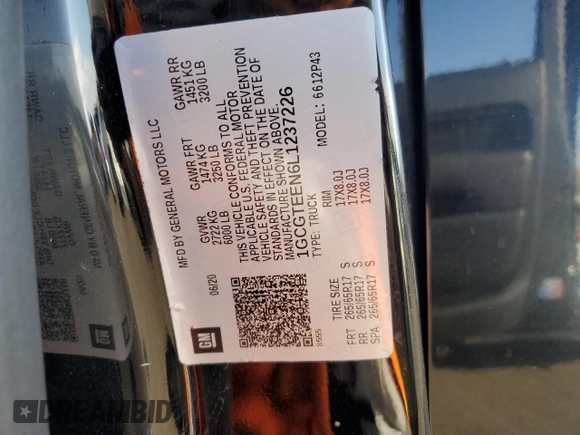 MFD BY GENERAL MOTORS LLC
06/20
GVWR GAWR FRT GAWR RR
2722 KG 1474 KG 1451 KG
6000 LB 3250 LB 3200 LB
THIS VEHICLE CONFORMS TO ALL
APPLICABLE U.S. FEDERAL MOTOR
VEHICLE SAFETY AND THEFT PREVENTION
STANDARDS IN EFFECT ON THE DATE OF
MANUFACTURE SHOWN ABOVE.
1GCGTEEN6L1237226
TYPE: TRUCK MODEL: 6612P43
GM
8555
TIRE SIZE RIM
FRT 265/65R17 S 17X8.0J
RR 265/65R17 S 17X8.0J
SPA 265/65R17 S 17X8.0J
DREAMBID